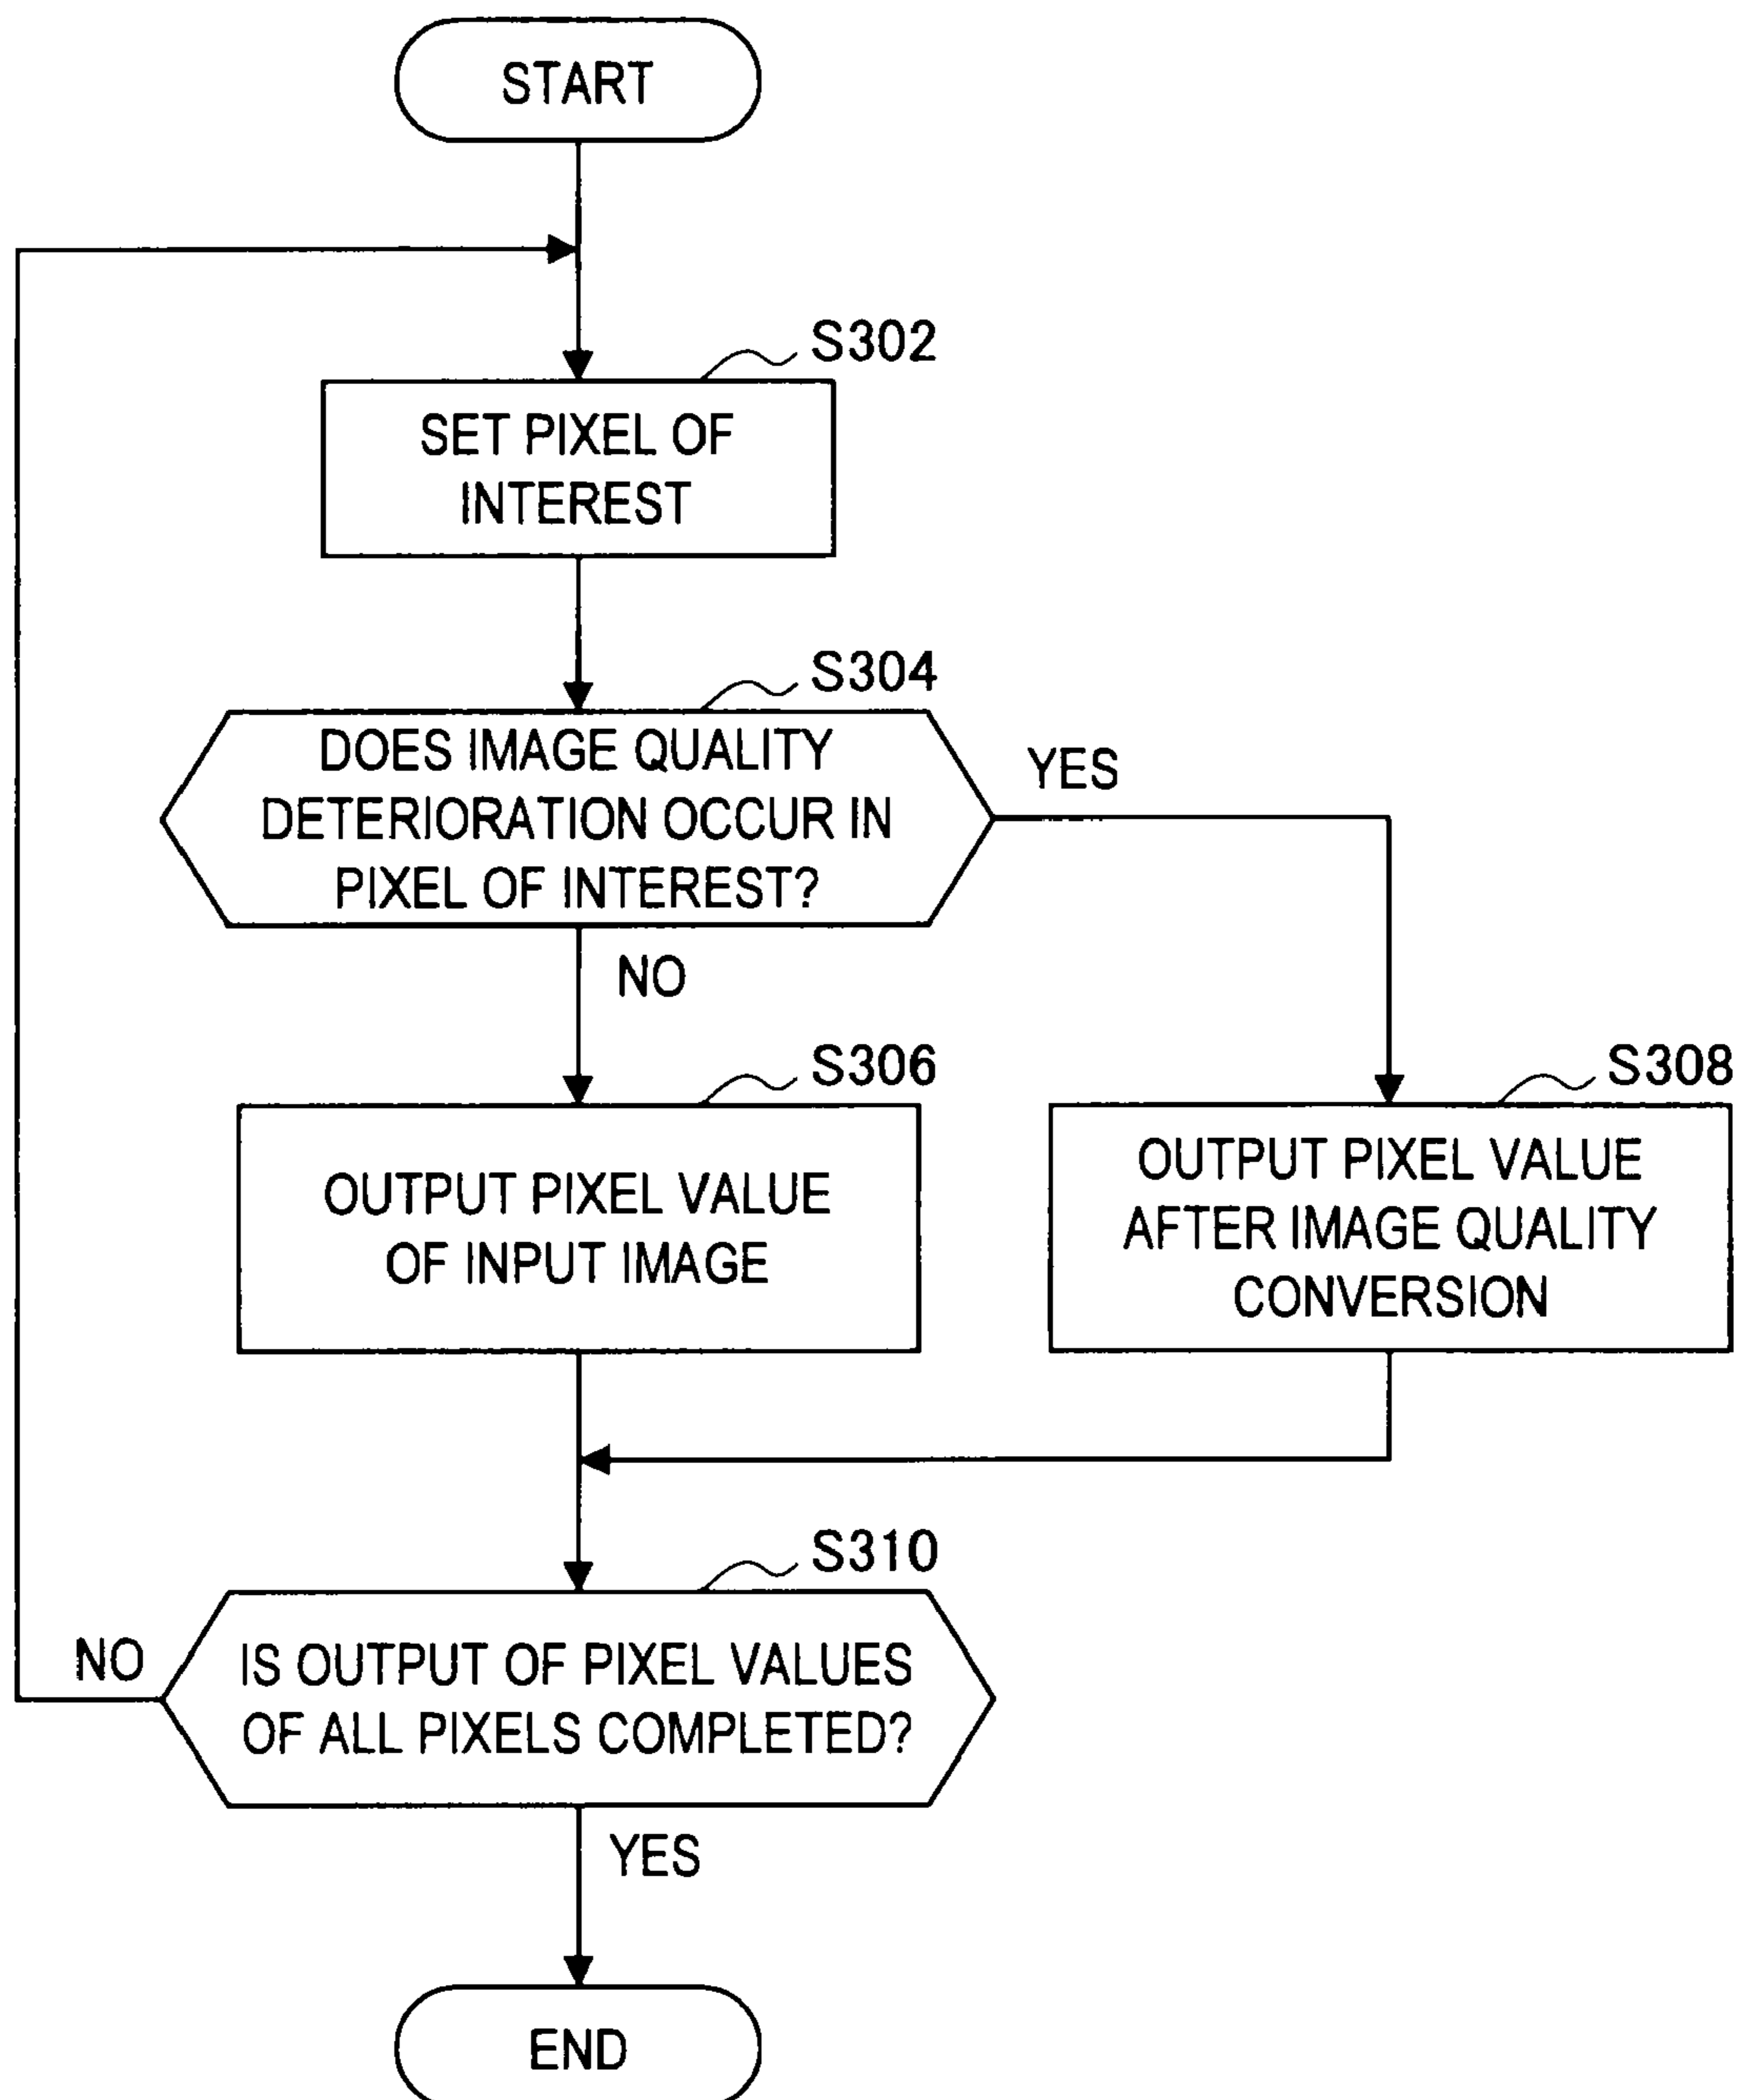 START
S302
SET PIXEL OF
INTEREST
S304
DOES IMAGE QUALITY
DETERIORATION OCCUR IN
PIXEL OF INTEREST?
YES
NO
S306
OUTPUT PIXEL VALUE
OF INPUT IMAGE
S308
OUTPUT PIXEL VALUE
AFTER IMAGE QUALITY
CONVERSION
S310
IS OUTPUT OF PIXEL VALUES
OF ALL PIXELS COMPLETED?
NO
YES
END